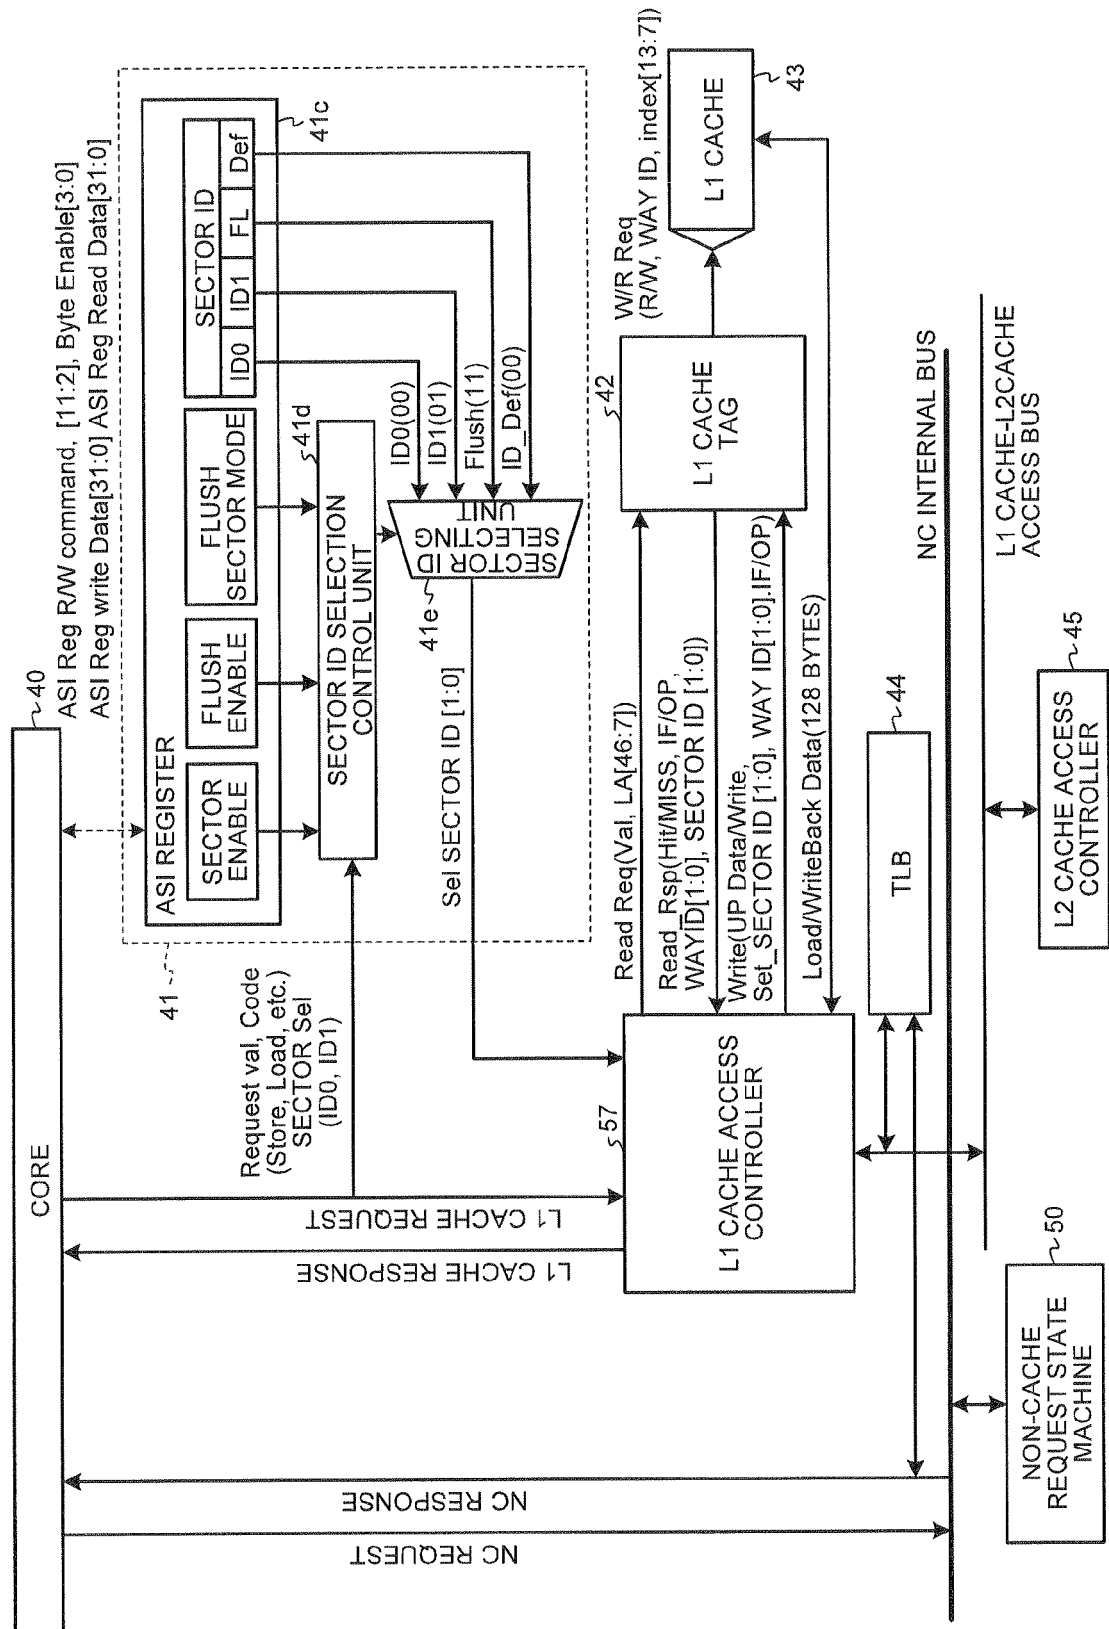 CORE
40
ASI Reg R/W command, [11:2], Byte Enable[3:0]
ASI Reg write Data[31:0] ASI Reg Read Data[31:0]
41
ASI REGISTER
41c
SECTOR
ENABLE
FLUSH
ENABLE
FLUSH
SECTOR MODE
SECTOR ID
ID0
ID1
FL
Def
SECTOR ID SELECTION
CONTROL UNIT
41d
ID0(00)
ID1(01)
Flush(11)
ID_Def(00)
SECTOR ID
SELECTING
UNIT
41e
Request val, Code
(Store, Load, etc.)
SECTOR Sel
(ID0, ID1)
Sel SECTOR ID [1:0]
NC REQUEST
NC RESPONSE
L1 CACHE RESPONSE
L1 CACHE REQUEST
57
L1 CACHE ACCESS
CONTROLLER
Read Req(Val, LA[46:7])
Read_Rsp(Hit/MISS, IF/OP,
WAYID[1:0], SECTOR ID [1:0])
Write(UP Data/Write,
Set_SECTOR ID [1:0], WAY ID[1:0].IF/OP)
Load/WriteBack Data(128 BYTES)
42
L1 CACHE
TAG
W/R Req
(R/W, WAY ID, index[13:7])
L1 CACHE
43
TLB
44
NC INTERNAL BUS
L1 CACHE-L2CACHE
ACCESS BUS
NON-CACHE
REQUEST STATE
MACHINE
50
L2 CACHE ACCESS
CONTROLLER
45